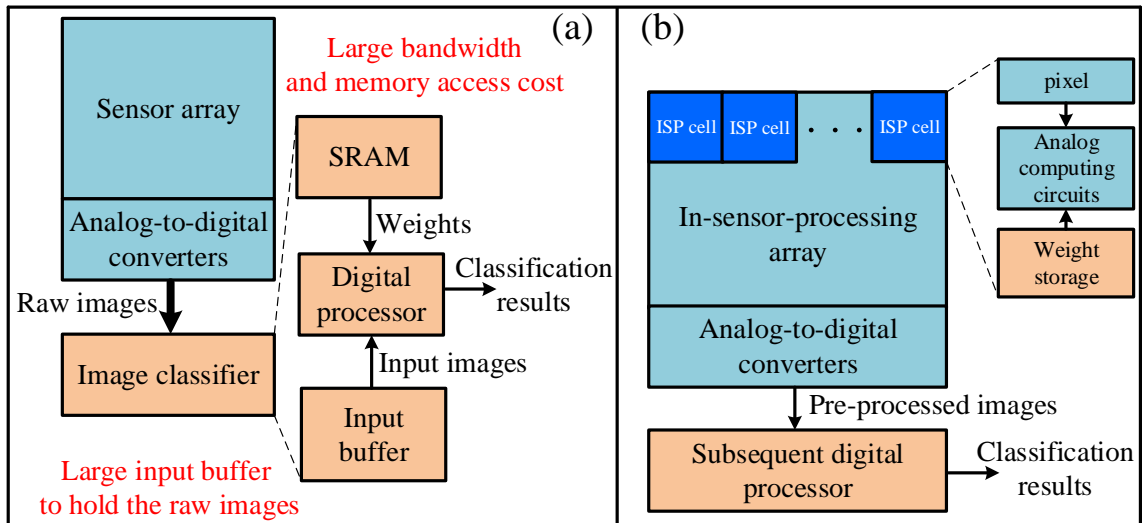 (a)
Large bandwidth
and memory access cost
Sensor array
Analog-to-digital
converters
Raw images
Image classifier
SRAM
Weights
Digital
processor
Classification
results
Input images
Input
buffer
Large input buffer
to hold the raw images
(b)
ISP cell
ISP cell
. . .
ISP cell
In-sensor-processing
array
Analog-to-digital
converters
Pre-processed images
Subsequent digital
processor
Classification
results
pixel
Analog
computing
circuits
Weight
storage